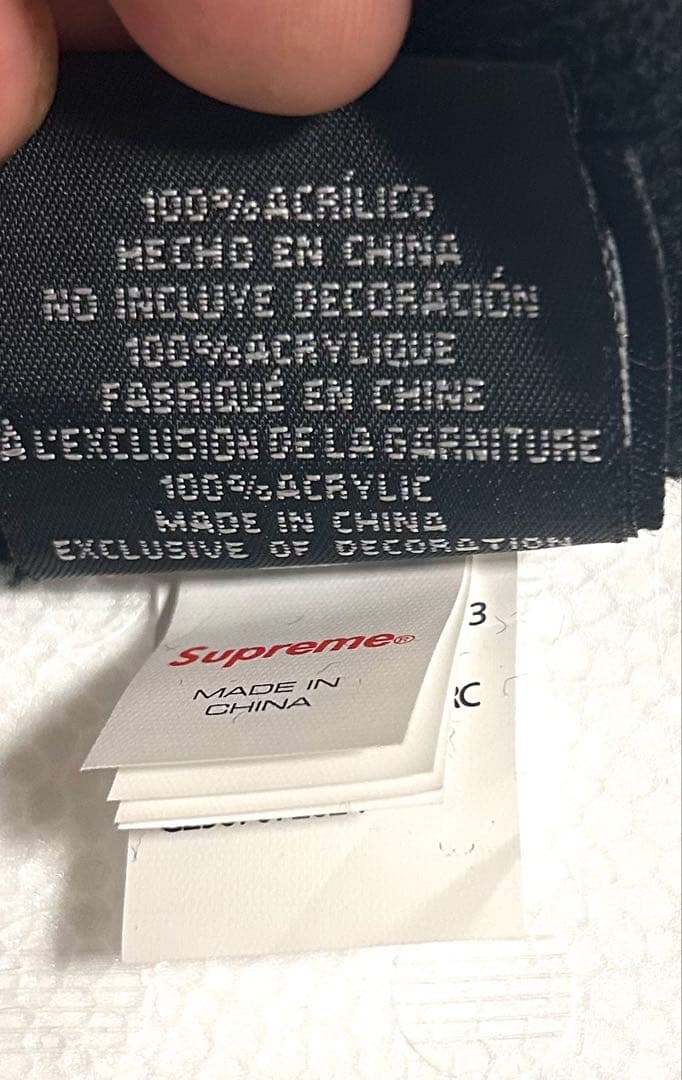 100% ACRÍLICO
HECHO EN CHINA
NO INCLUYE DECORACIÓN
100% ACRYLIQUE
FABRIQUÉ EN CHINE
À L'EXCLUSION DE LA GARNITURE
100% ACRYLIC
MADE IN CHINA
EXCLUSIVE OF DECORATION
3
Supreme®
MADE IN
CHINA
C